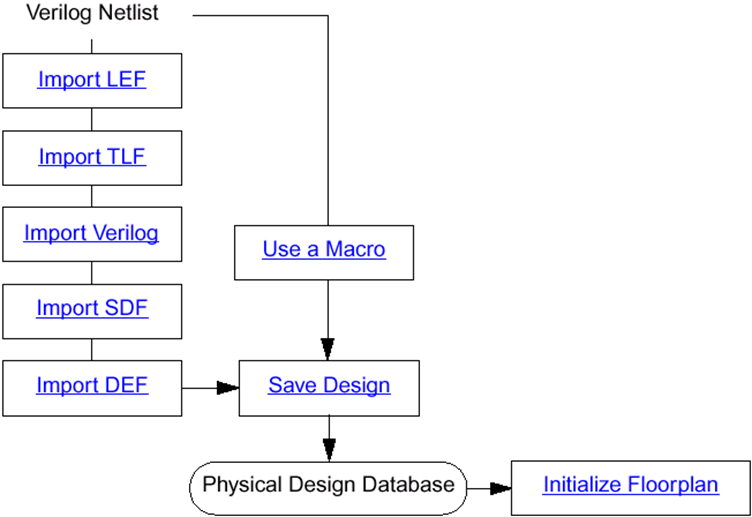 Verilog Netlist
Import LEF
Import TLF
Import Verilog
Use a Macro
Import SDF
Import DEF
Save Design
Physical Design Database
Initialize Floorplan